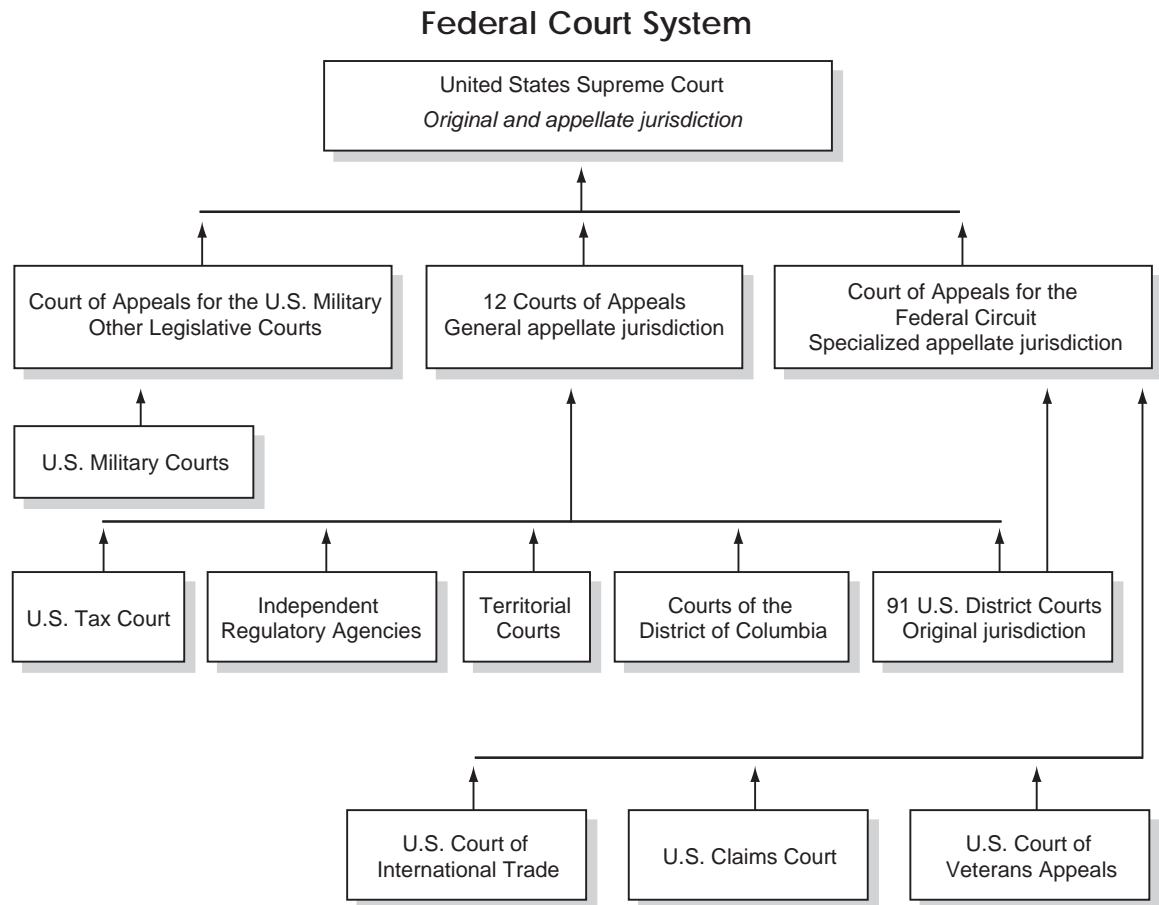 Federal Court System
United States Supreme Court
Original and appellate jurisdiction
Court of Appeals for the U.S. Military
Other Legislative Courts
12 Courts of Appeals
General appellate jurisdiction
Court of Appeals for the
Federal Circuit
Specialized appellate jurisdiction
U.S. Military Courts
U.S. Tax Court
Independent
Regulatory Agencies
Territorial
Courts
Courts of the
District of Columbia
91 U.S. District Courts
Original jurisdiction
U.S. Court of
International Trade
U.S. Claims Court
U.S. Court of
Veterans Appeals